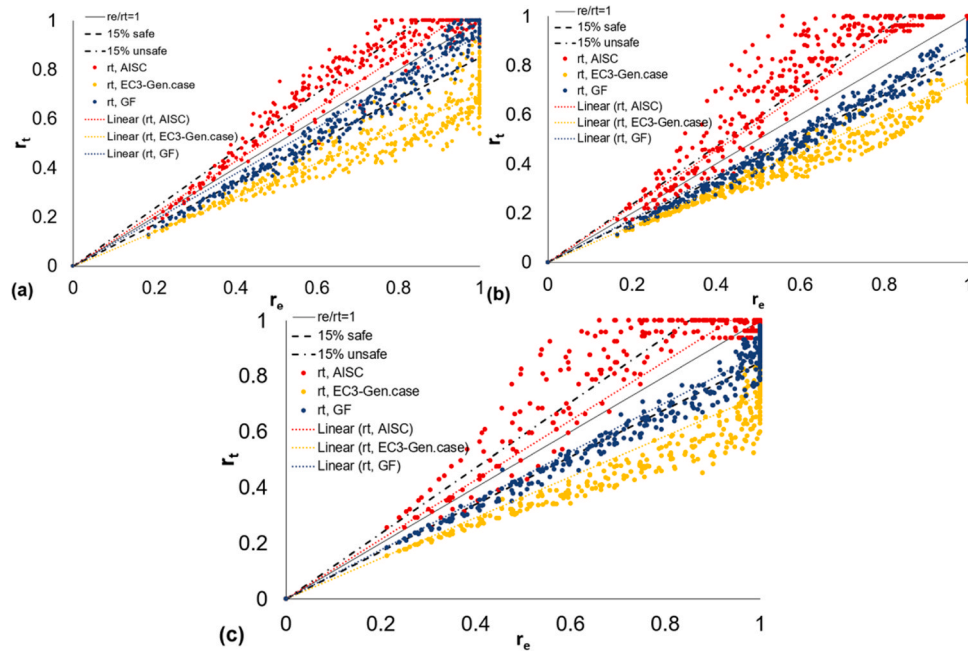 re/rt=1
15% safe
15% unsafe
rt, AISC
rt, EC3-Gen.case
rt, GF
Linear (rt, AISC)
Linear (rt, EC3-Gen.case)
Linear (rt, GF)
1
0.8
0.6
0.4
0.2
0
rt
0 0.2 0.4 0.6 0.8 1
re
(a)
re/rt=1
15% safe
15% unsafe
rt, AISC
rt, EC3-Gen.case
rt, GF
Linear (rt, AISC)
Linear (rt, EC3-Gen.case)
Linear (rt, GF)
1
0.8
0.6
0.4
0.2
0
rt
0 0.2 0.4 0.6 0.8 1
re
(b)
re/rt=1
15% safe
15% unsafe
rt, AISC
rt, EC3-Gen.case
rt, GF
Linear (rt, AISC)
Linear (rt, EC3-Gen.case)
Linear (rt, GF)
1
0.8
0.6
0.4
0.2
0
rt
0 0.2 0.4 0.6 0.8 1
re
(c)